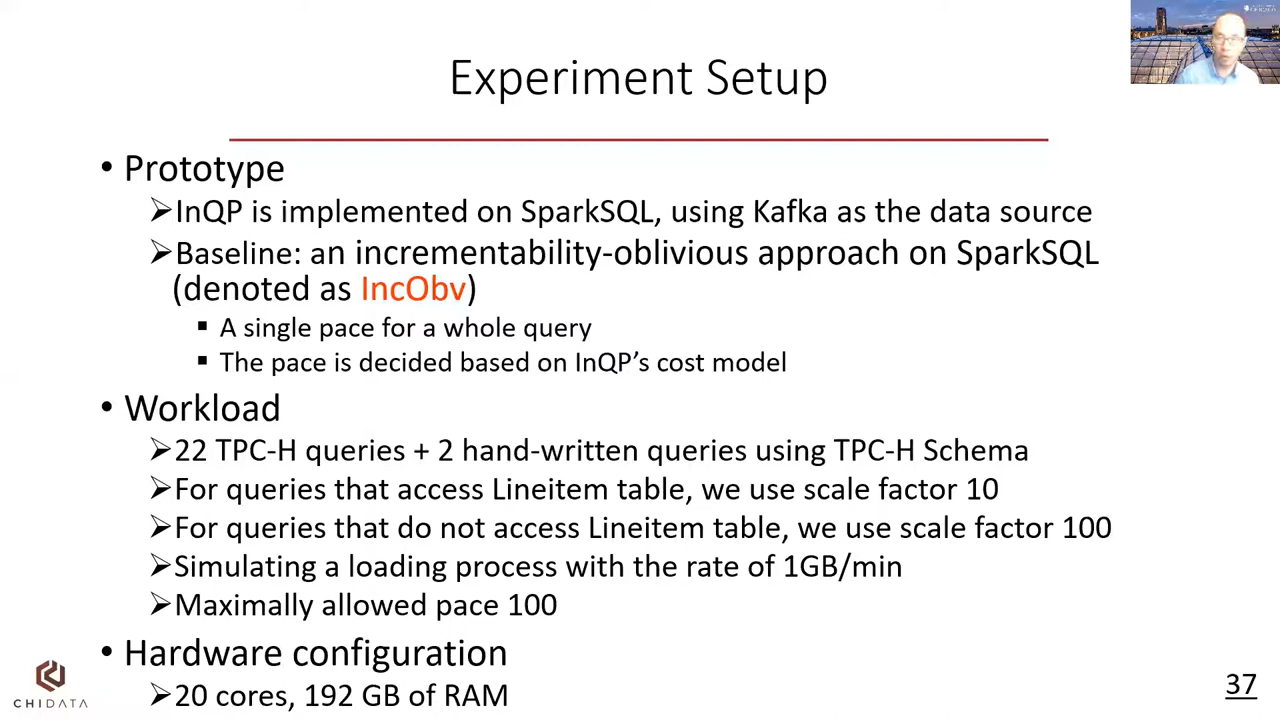 Experiment Setup
• Prototype
➢InQP is implemented on SparkSQL, using Kafka as the data source
➢Baseline: an incrementability-oblivious approach on SparkSQL
(denoted as IncObv)
▪ A single pace for a whole query
▪ The pace is decided based on InQP’s cost model
• Workload
➢22 TPC-H queries + 2 hand-written queries using TPC-H Schema
➢For queries that access Lineitem table, we use scale factor 10
➢For queries that do not access Lineitem table, we use scale factor 100
➢Simulating a loading process with the rate of 1GB/min
➢Maximally allowed pace 100
• Hardware configuration
➢20 cores, 192 GB of RAM
CHIDATA
37